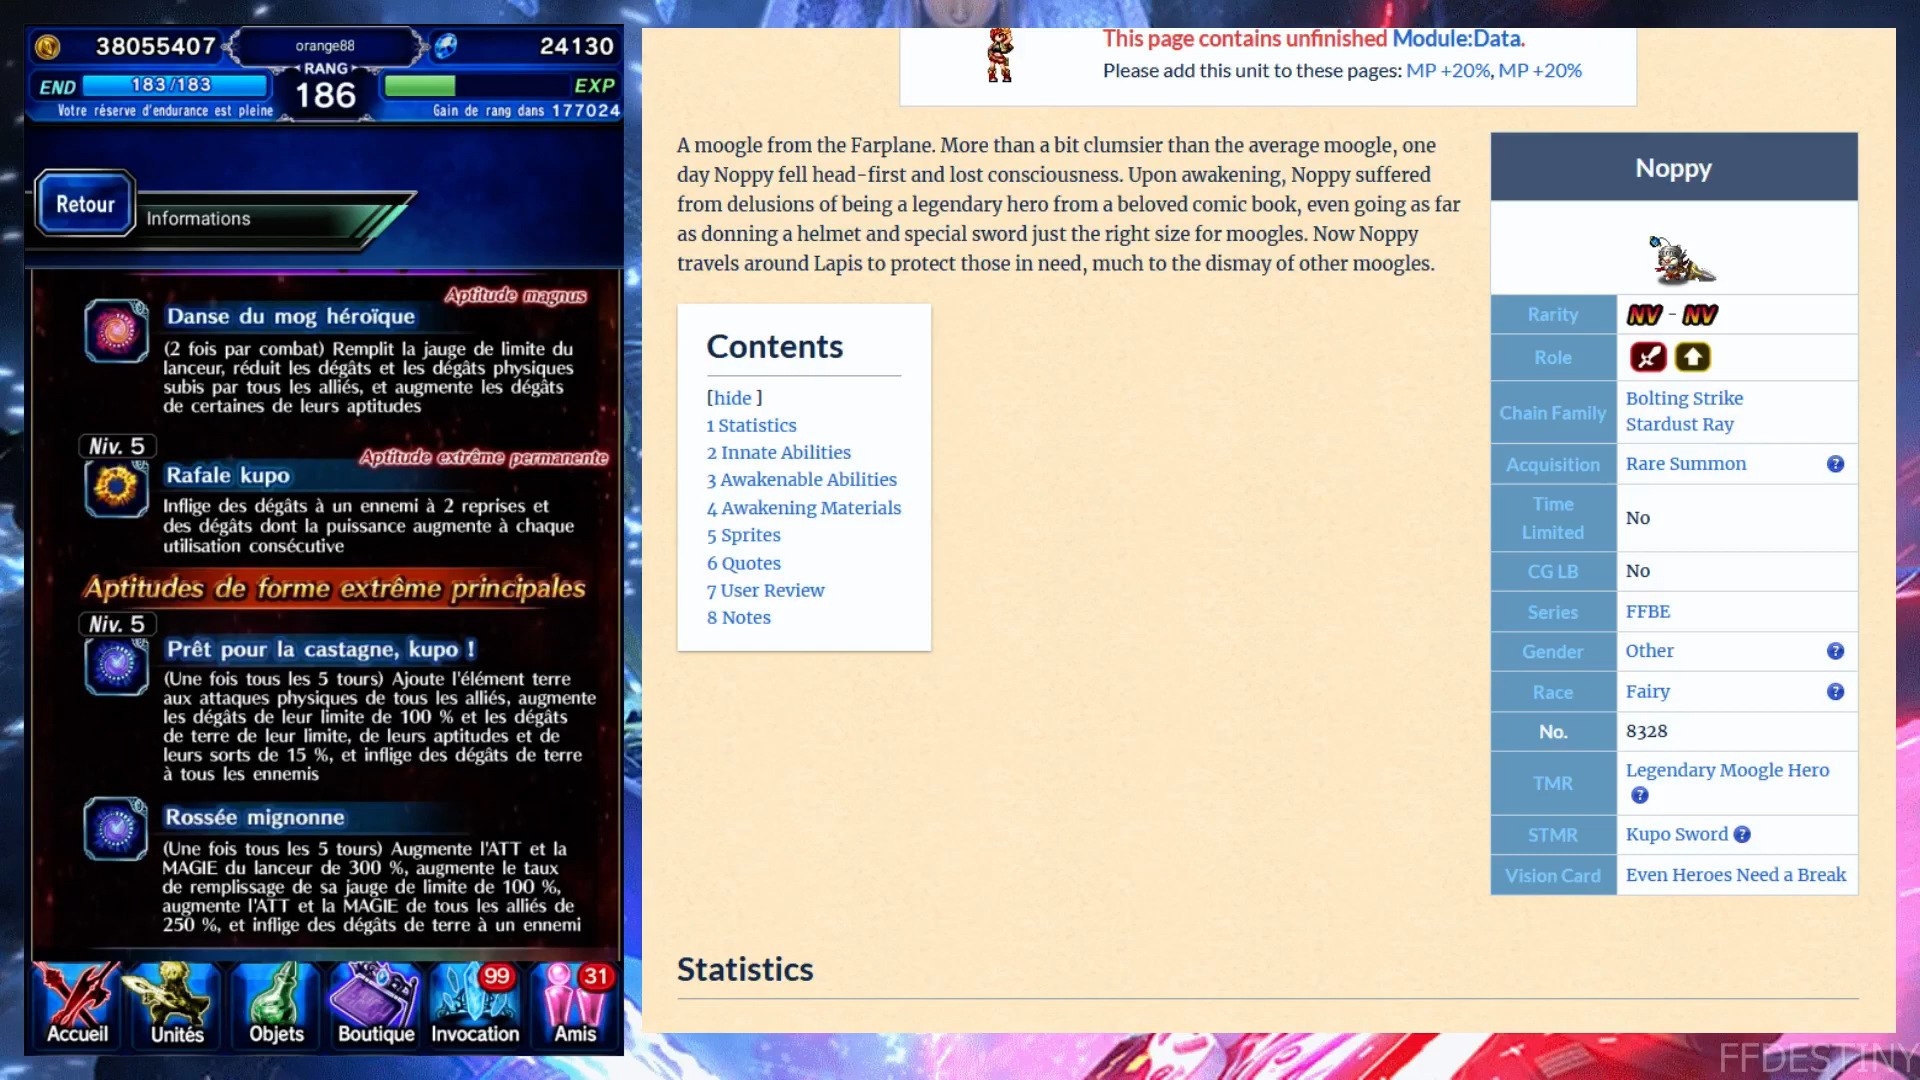 38055407
orange88
24130
END
183/183
RANG
186
EXP
Votre réserve d'endurance est pleine
Gain de rang dans 177024
Retour
Informations
Aptitude magnus
Danse du mog héroïque
(2 fois par combat) Remplit la jauge de limite du
lanceur, réduit les dégâts et les dégâts physiques
subis par tous les alliés, et augmente les dégâts
de certaines de leurs aptitudes
Niv. 5
Aptitude extrême permanente
Rafale kupo
Inflige des dégâts à un ennemi à 2 reprises et
des dégâts dont la puissance augmente à chaque
utilisation consécutive
Aptitudes de forme extrême principales
Niv. 5
Prêt pour la castagne, kupo !
(Une fois tous les 5 tours) Ajoute l'élément terre
aux attaques physiques de tous les alliés, augmente
les dégâts de leur limite de 100 % et les dégâts
de terre de leur limite, de leurs aptitudes et de
leurs sorts de 15 %, et inflige des dégâts de terre
à tous les ennemis
Rossée mignonne
(Une fois tous les 5 tours) Augmente l'ATT et la
MAGIE du lanceur de 300 %, augmente le taux
de remplissage de sa jauge de limite de 100 %,
augmente l'ATT et la MAGIE de tous les alliés de
250 %, et inflige des dégâts de terre à un ennemi
99
31
Accueil
Unités
Objets
Boutique
Invocation
Amis
This page contains unfinished Module:Data.
Please add this unit to these pages: MP +20%, MP +20%
A moogle from the Farplane. More than a bit clumsier than the average moogle, one
day Noppy fell head-first and lost consciousness. Upon awakening, Noppy suffered
from delusions of being a legendary hero from a beloved comic book, even going as far
as donning a helmet and special sword just the right size for moogles. Now Noppy
travels around Lapis to protect those in need, much to the dismay of other moogles.
Contents
[hide ]
1 Statistics
2 Innate Abilities
3 Awakenable Abilities
4 Awakening Materials
5 Sprites
6 Quotes
7 User Review
8 Notes
Noppy
Rarity NV - NV
Role
Chain Family Bolting Strike
Stardust Ray
Acquisition Rare Summon ?
Time
Limited
No
CG LB No
Series FFBE
Gender Other ?
Race Fairy ?
No. 8328
TMR Legendary Moogle Hero
?
STMR Kupo Sword ?
Vision Card Even Heroes Need a Break
Statistics
FFDESTINY